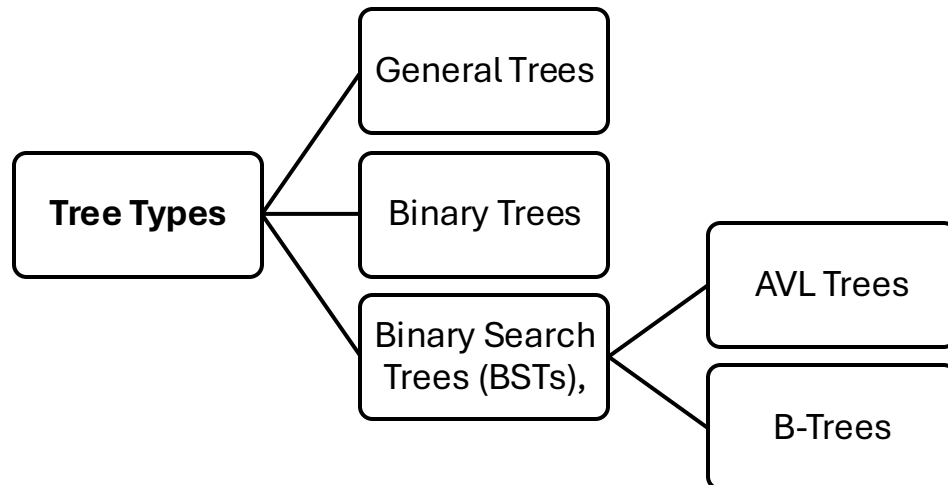 General Trees
Tree Types
Binary Trees
Binary Search
Trees (BSTs),
AVL Trees
B-Trees